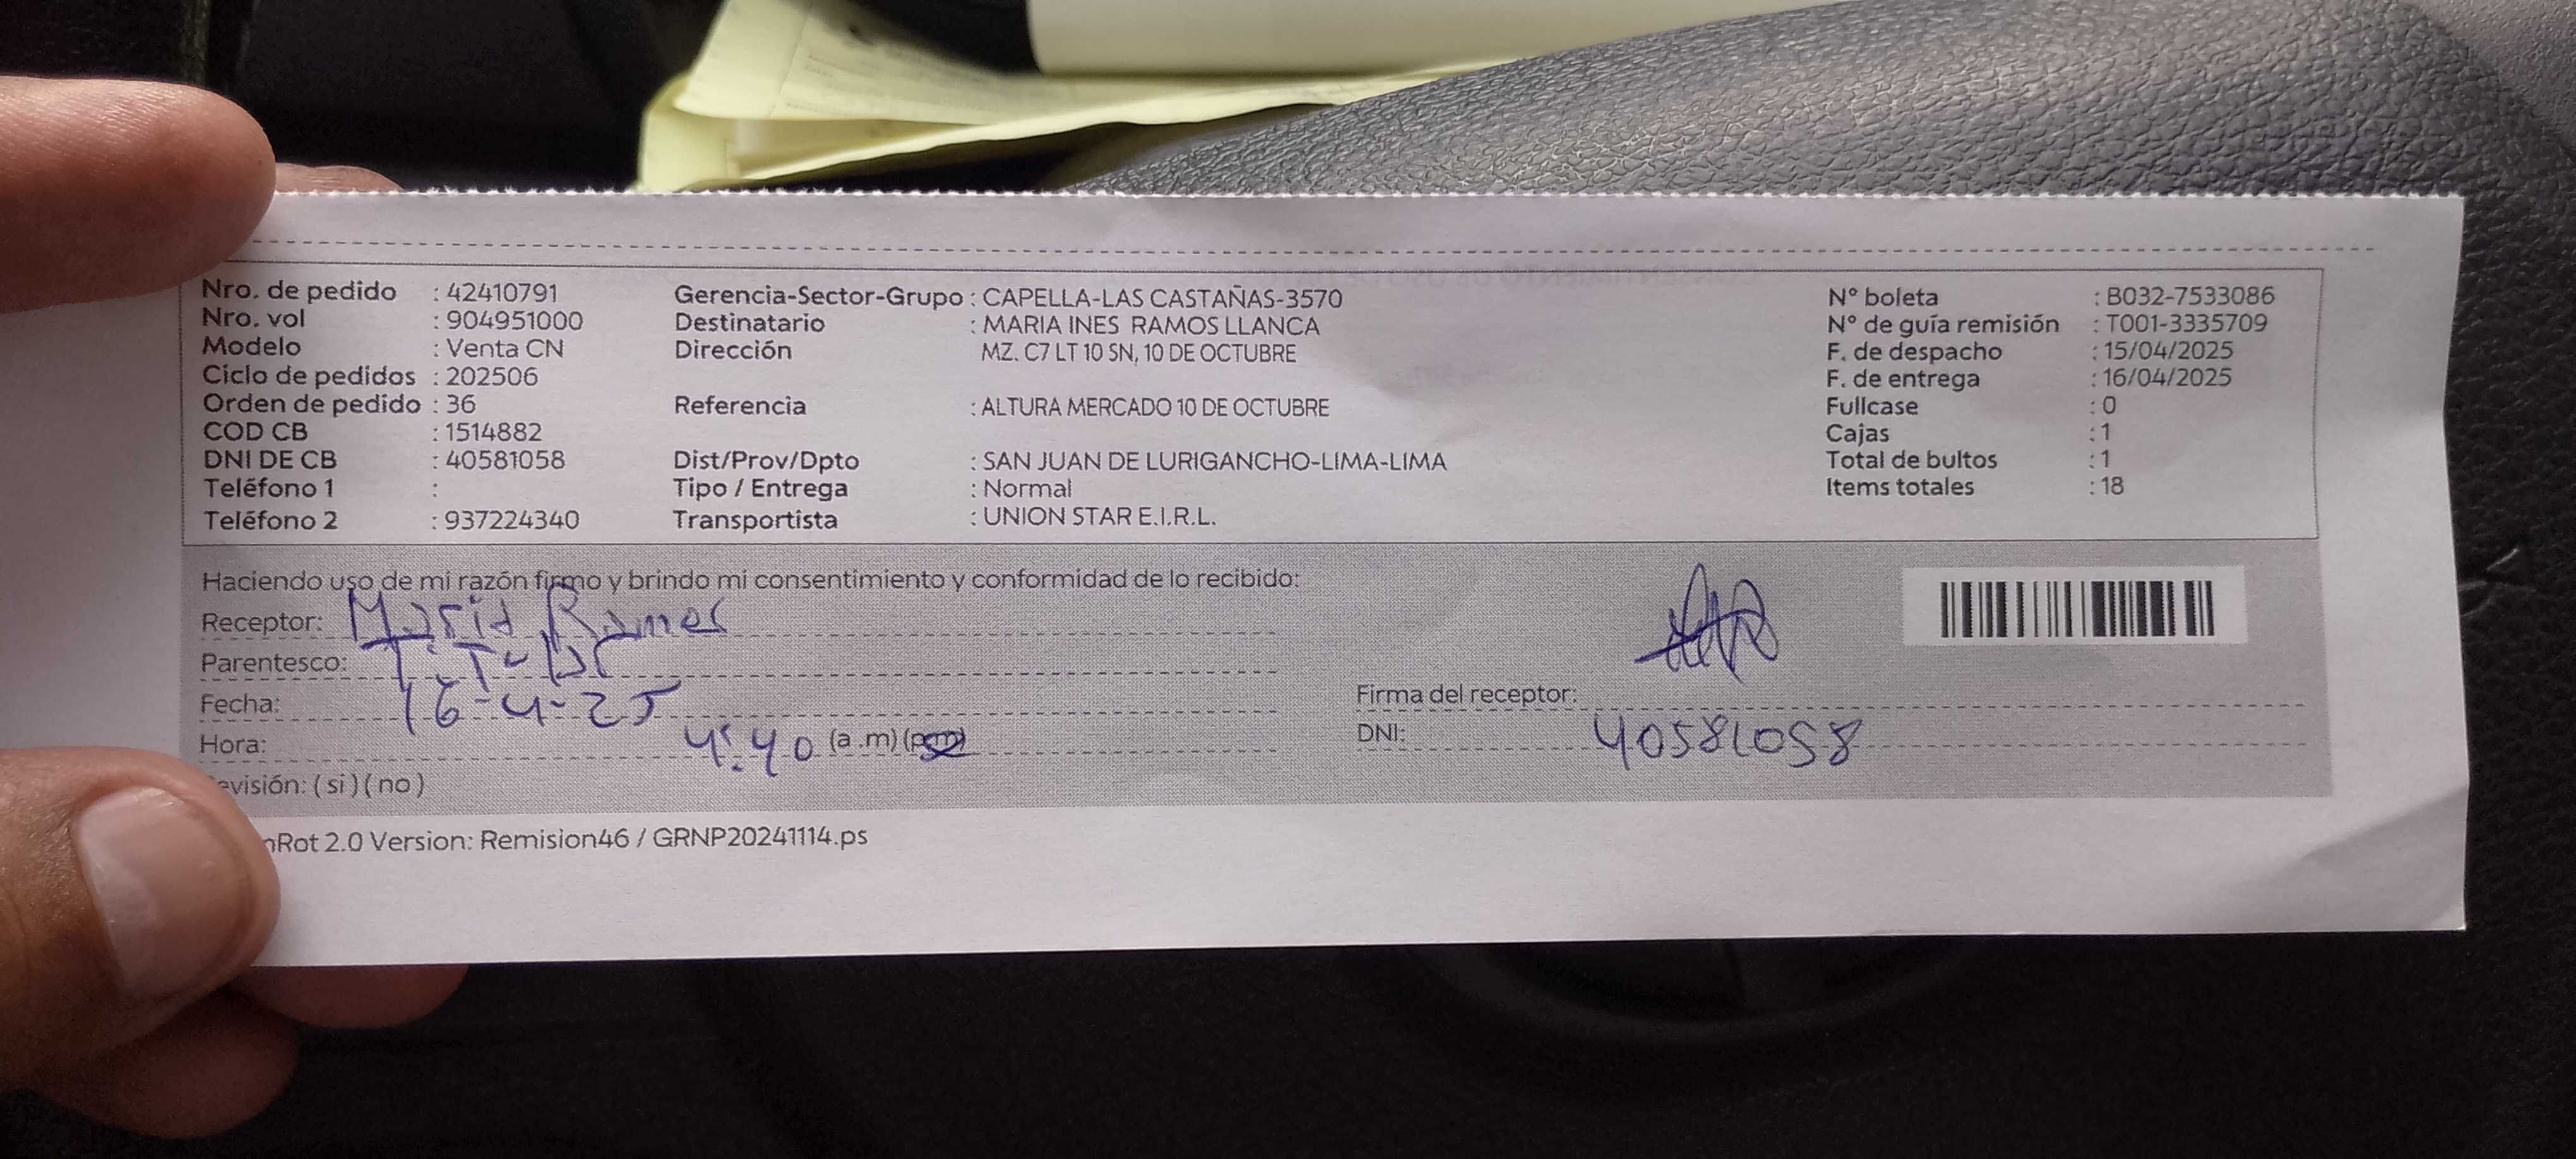 Nro. de pedido : 42410791
Nro. vol : 904951000
Modelo : Venta CN
Ciclo de pedidos : 202506
Orden de pedido : 36
COD CB : 1514882
DNI DE CB : 40581058
Teléfono 1 :
Teléfono 2 : 937224340
Gerencia-Sector-Grupo : CAPELLA-LAS CASTAÑAS-3570
Destinatario : MARIA INES RAMOS LLANCA
Dirección MZ. C7 LT 10 SN, 10 DE OCTUBRE
Referencia : ALTURA MERCADO 10 DE OCTUBRE
Dist/Prov/Dpto : SAN JUAN DE LURIGANCHO-LIMA-LIMA
Tipo / Entrega : Normal
Transportista : UNION STAR E.I.R.L.
N° boleta : B032-7533086
N° de guía remisión : T001-3335709
F. de despacho : 15/04/2025
F. de entrega : 16/04/2025
Fullcase : 0
Cajas : 1
Total de bultos : 1
Items totales : 18
Haciendo uso de mi razón firmo y brindo mi consentimiento y conformidad de lo recibido:
Receptor: Maria Ramos
Parentesco: Titular
Fecha: 16-4-25
Hora: 4:40 (a .m) (pm)
Firma del receptor:
DNI: 40581058
evisión: ( si ) ( no )
nRot 2.0 Version: Remision46 / GRNP20241114.ps